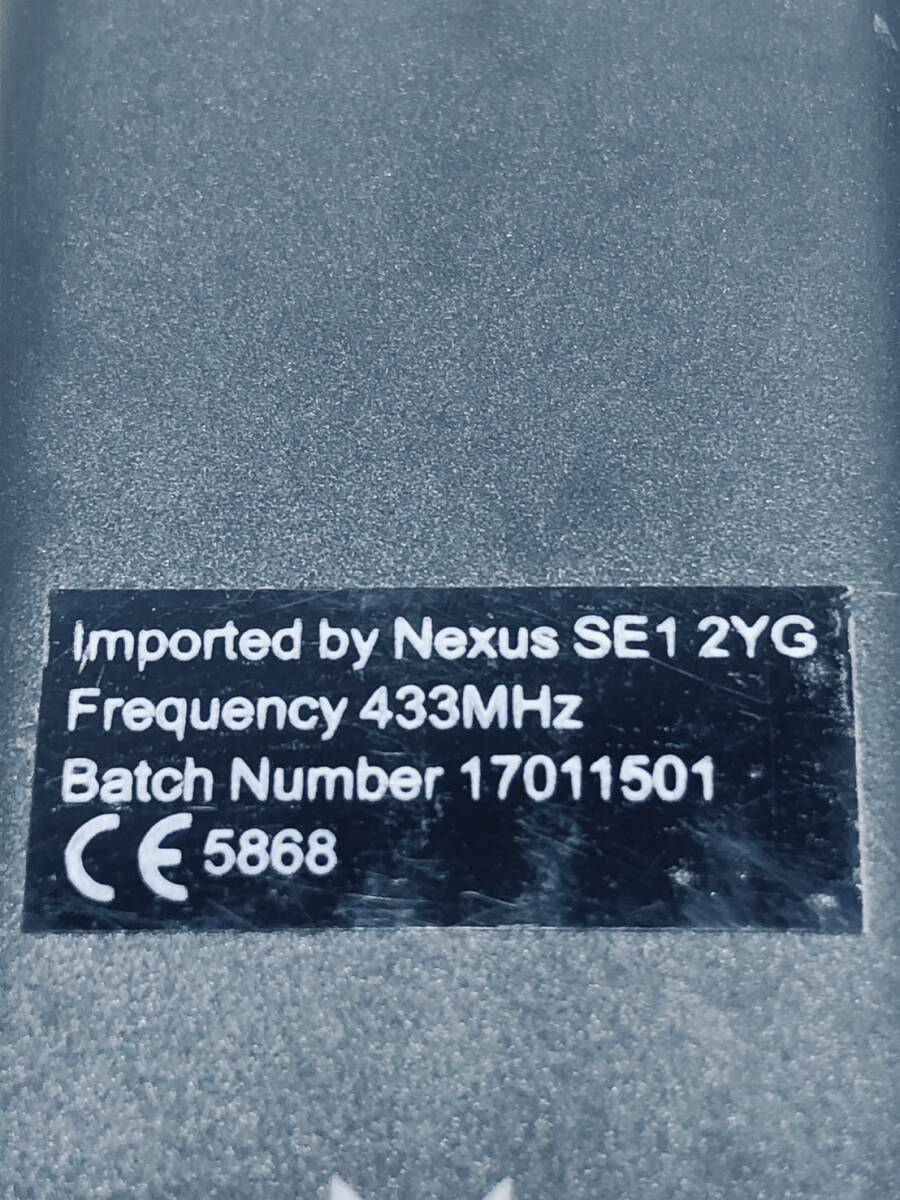 Imported by Nexus SE1 2YG
Frequency 433MHz
Batch Number 17011501
CE 5868